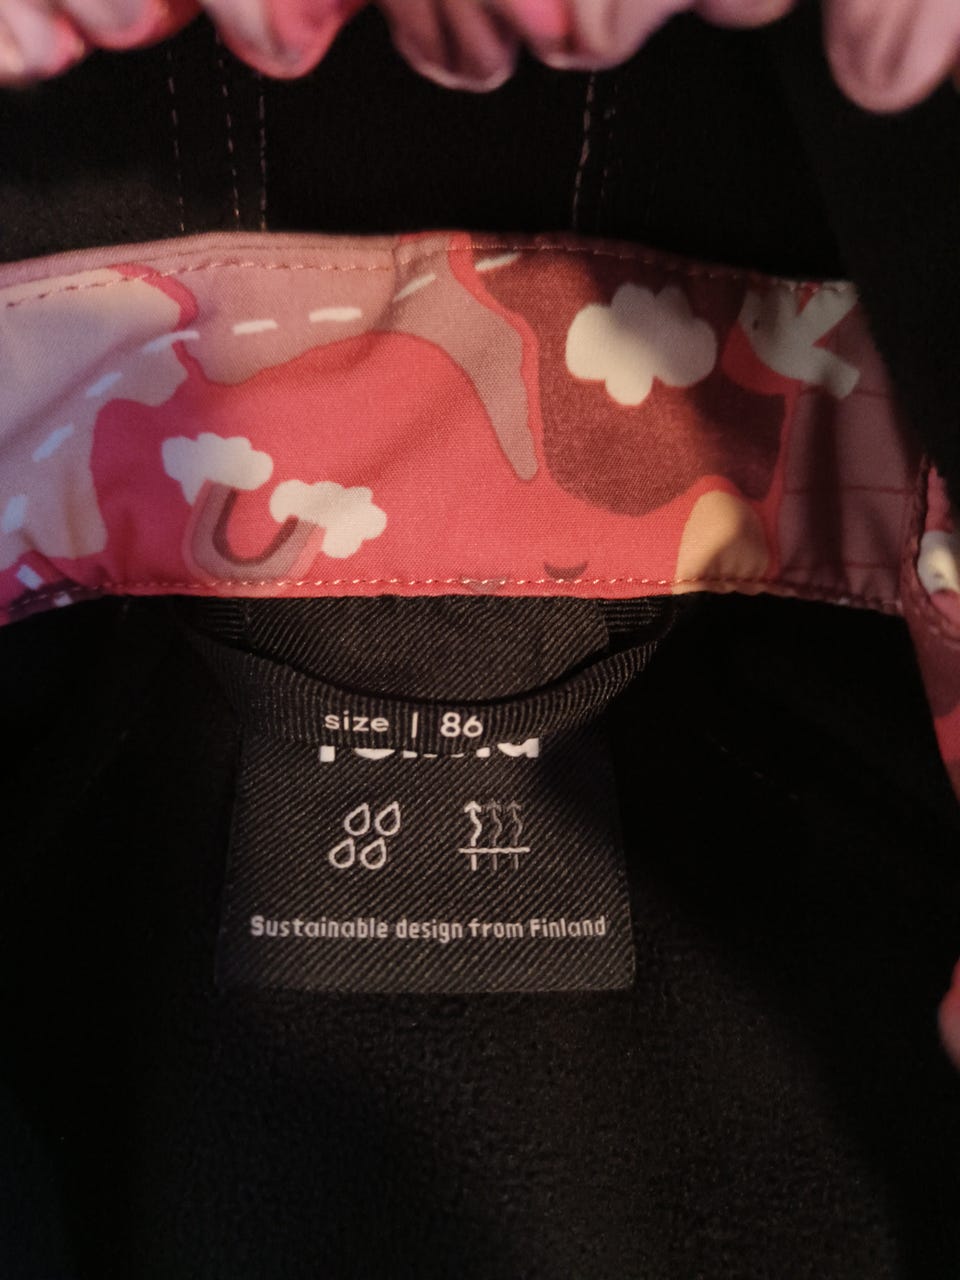 size | 86
Sustainable design from Finland